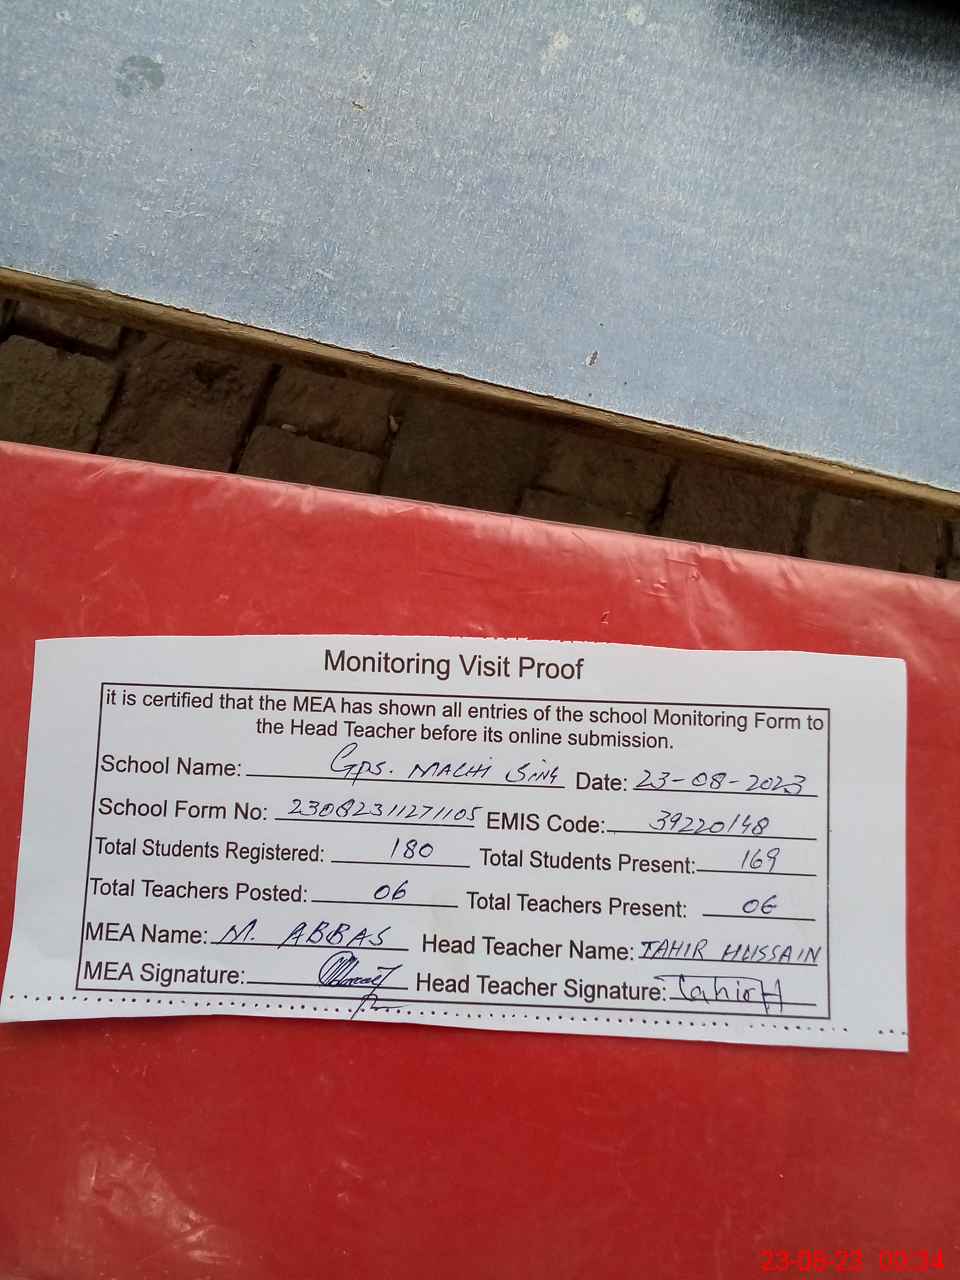 Monitoring Visit Proof
it is certified that the MEA has shown all entries of the school Monitoring Form to
the Head Teacher before its online submission.
School Name: Gps. MALHI SING Date: 23-08-2023
School Form No: 23082311271105 EMIS Code: 39220148
Total Students Registered: 180 Total Students Present: 169
Total Teachers Posted: 06 Total Teachers Present: 06
MEA Name: M. ABBAS Head Teacher Name: TAHIR HUSSAIN
MEA Signature: Head Teacher Signature: TahirH
23-08-23 00:34